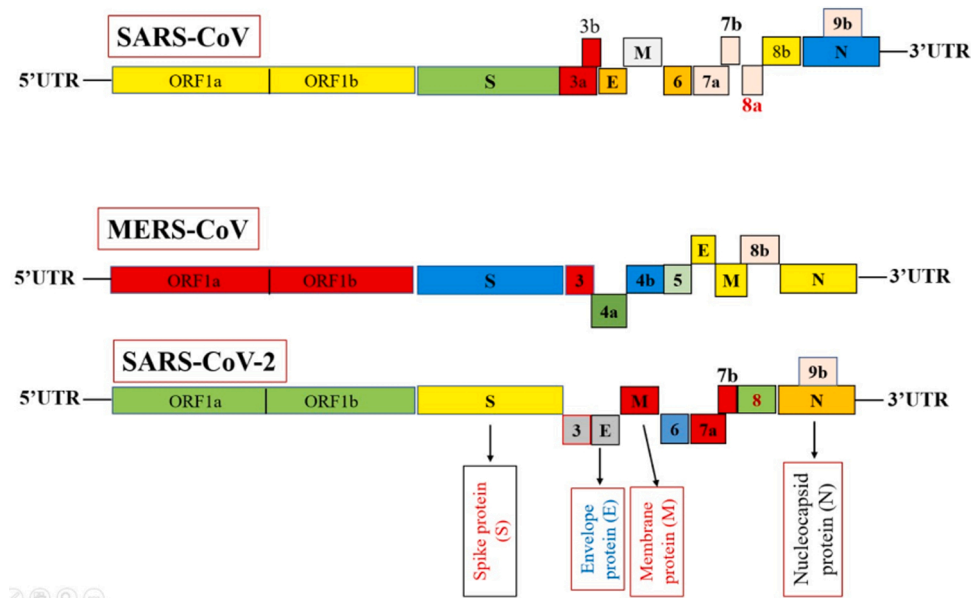 SARS-CoV
3b
M
7b
8b
9b
N
3'UTR
5'UTR
ORF1a
ORF1b
S
3a
E
6
7a
8a
MERS-CoV
E
8b
5'UTR
ORF1a
ORF1b
S
3
4b
5
M
N
3'UTR
4a
SARS-CoV-2
7b
9b
5'UTR
ORF1a
ORF1b
S
M
8
N
3'UTR
3
E
6
7a
Spike protein
(S)
Envelope
protein (E)
Membrane
protein (M)
Nucleocapsid
protein (N)